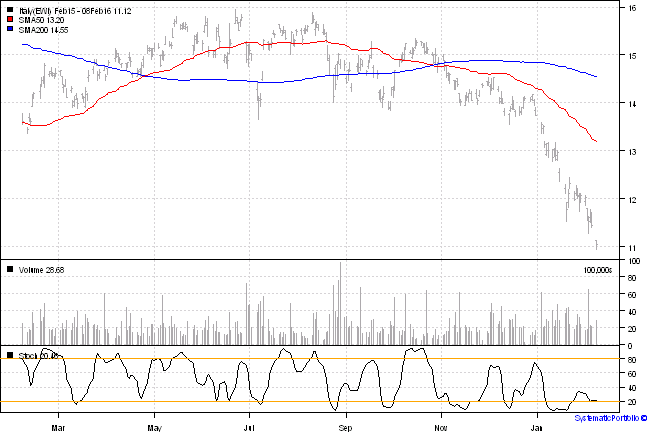 Italy(EWI) Feb15 - 08Feb16 11.12
SMA50 13.20
SMA200 14.55
16
15
14
13
12
11
Volume 28.68
100,000s
100
80
60
40
20
0
80
60
40
20
Mar
May
Jul
Sep
Nov
Jan
SystematicPortfolio ©